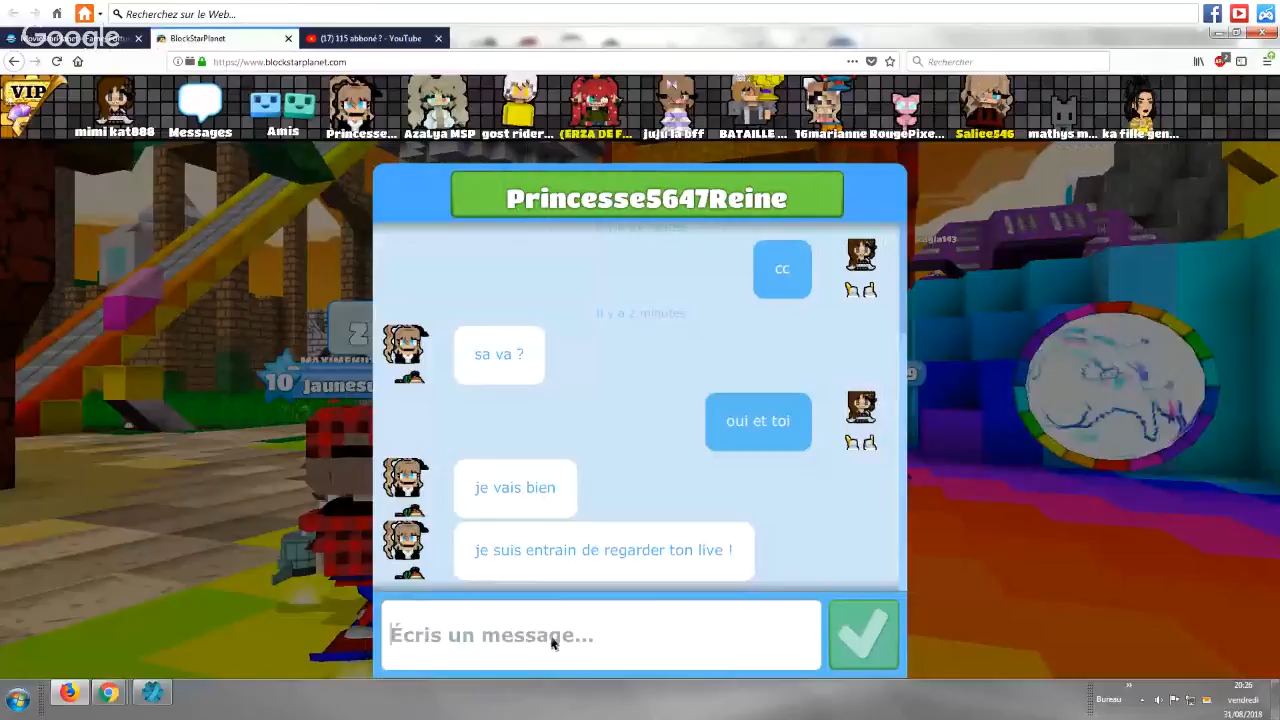 Recherchez sur le Web...
Google
BlockStarPlanet
(17) 115 abboné ? - YouTube
https://www.blockstarplanet.com
Rechercher
VIP
mimi kat886
Messages
Amis
Princesse...
AzaLya MSP
gost rider...
(ERZA DE F...
juju la bff
BATAILLE...
16marianne
RougePixe...
Saliee546
mathys m...
ka fille gen...
Princesse5647Reine
cc
Il y a 2 minutes
sa va ?
oui et toi
10
je vais bien
je suis entrain de regarder ton live !
Écris un message...
Bureau
20:26
vendredi
31/08/2018